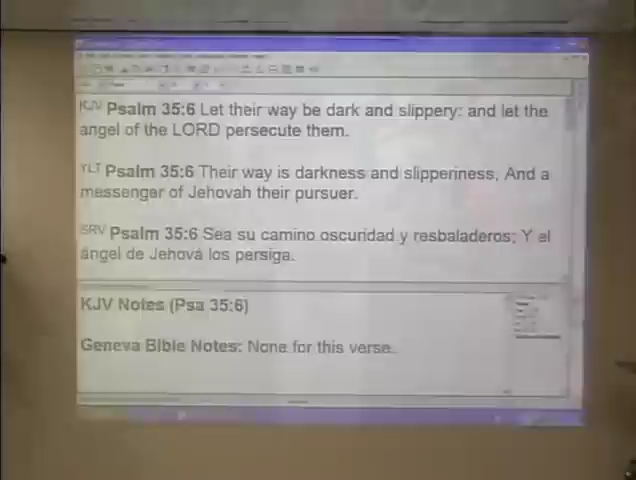 KJV Psalm 35:6 Let their way be dark and slippery: and let the
angel of the LORD persecute them.
YLT Psalm 35:6 Their way is darkness and slipperiness, And a
messenger of Jehovah their pursuer.
SRV Psalm 35:6 Sea su camino oscuridad y resbaladeros; Y el
ángel de Jehová los persiga.
KJV Notes (Psa 35:6)
Geneva Bible Notes: None for this verse.